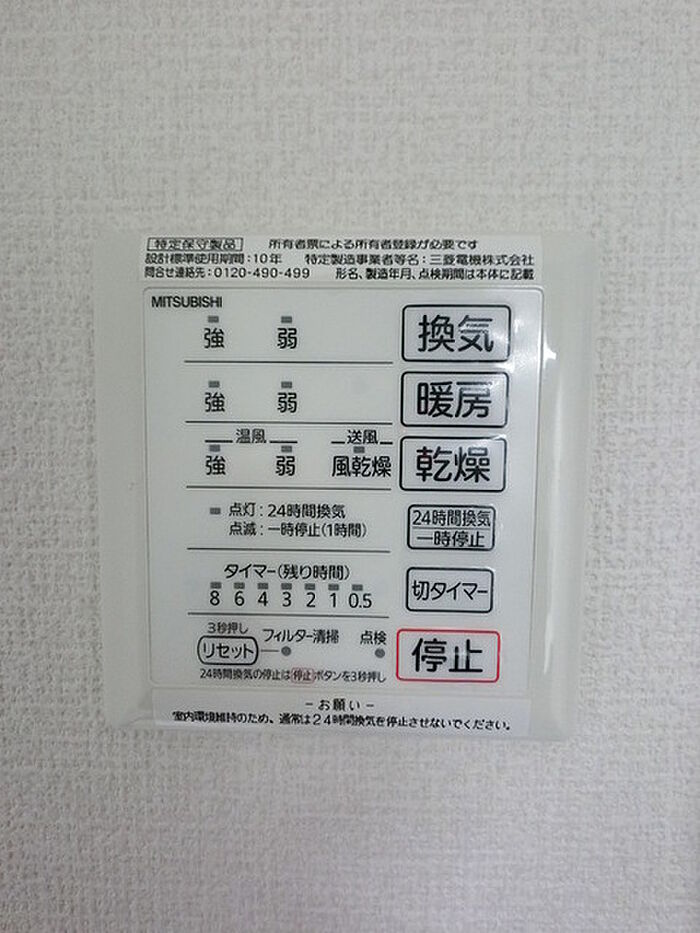 特定保守製品 所有者票による所有者登録が必要です
設計標準使用期間:10年 特定製造事業者等名:三菱電機株式会社
問合せ連絡先:0120-490-499 形名、製造年月、点検期間は本体に記載
MITSUBISHI
強 弱 換気
強 弱 暖房
温風 送風
強 弱 風乾燥 乾燥
点灯:24時間換気 24時間換気
点滅:一時停止(1時間) 一時停止
タイマー(残り時間)
8 6 4 3 2 1 0.5 切タイマー
3秒押し
リセット フィルター清掃 点検 停止
24時間換気の停止は停止ボタンを3秒押し
-お願い-
室内環境維持のため、通常は24時間換気を停止させないでください。